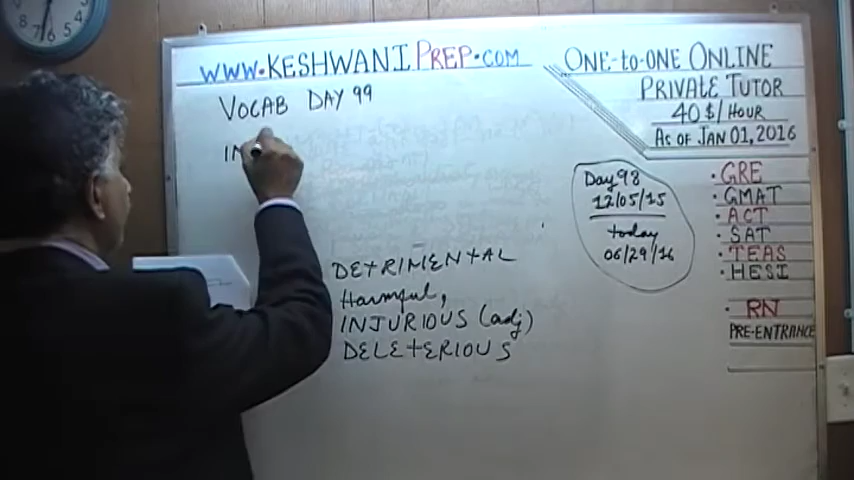 www.KESHWANIPREP.COM
VOCAB DAY 99
IN
DETRIMENTAL
Harmful,
INJURIOUS (adj)
DELETERIOUS
ONE-to-ONE ONLINE
PRIVATE TUTOR
40 $/HOUR
AS OF JAN 01, 2016
Day 98
12/05/15
today
06/29/16
• GRE
• GMAT
• ACT
• SAT
• TEAS
• HESI
• RN
PRE-ENTRANCE